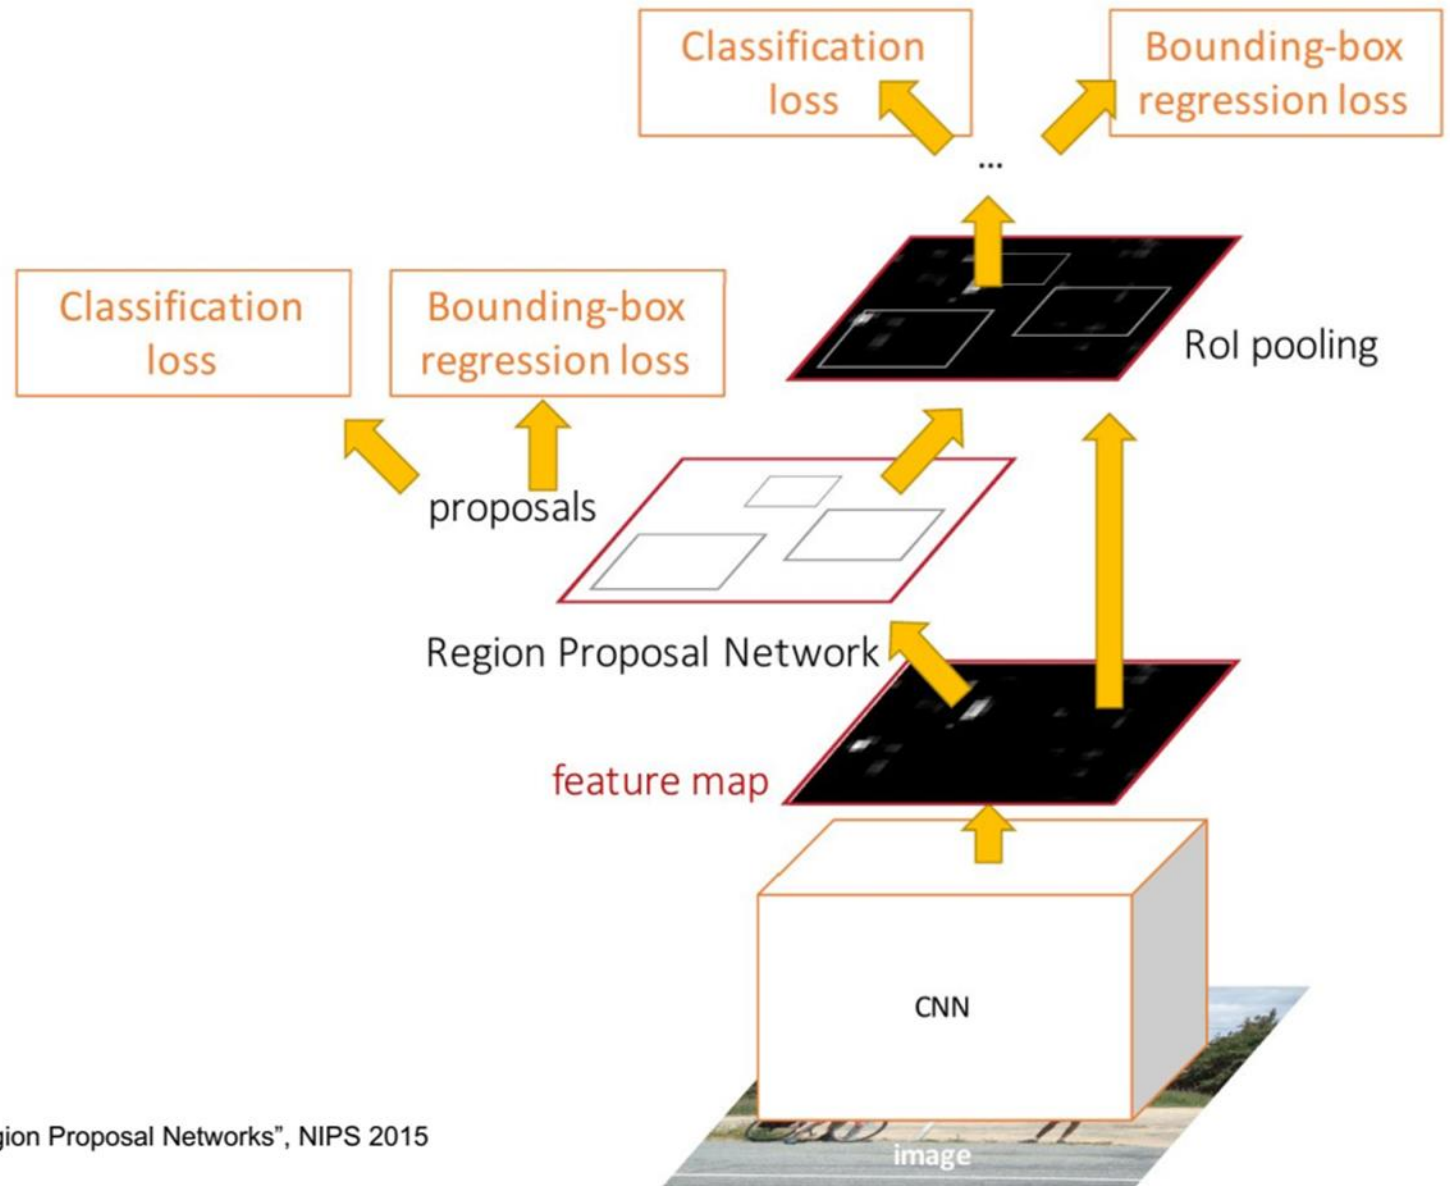 Classification
loss
Bounding-box
regression loss
...
Classification
loss
Bounding-box
regression loss
RoI pooling
proposals
Region Proposal Network
feature map
CNN
image
gion Proposal Networks”, NIPS 2015